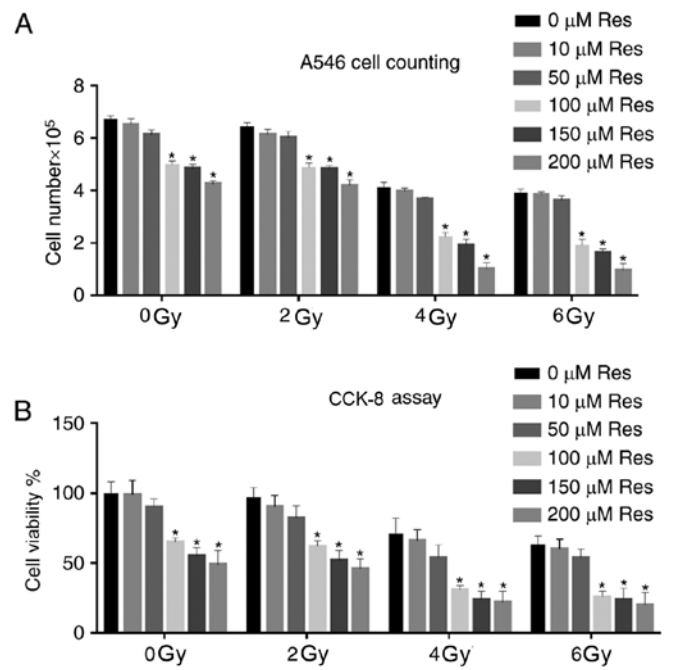 A
A546 cell counting
0 μM Res
10 μM Res
50 μM Res
100 μM Res
150 μM Res
200 μM Res
Cell number×10⁵
8
6
4
2
0
* * *
* * *
* * *
* * *
0Gy 2Gy 4Gy 6Gy
B
CCK-8 assay
0 μM Res
10 μM Res
50 μM Res
100 μM Res
150 μM Res
200 μM Res
Cell viability %
150
100
50
0
* * *
* * *
* * *
* * *
0Gy 2Gy 4Gy 6Gy